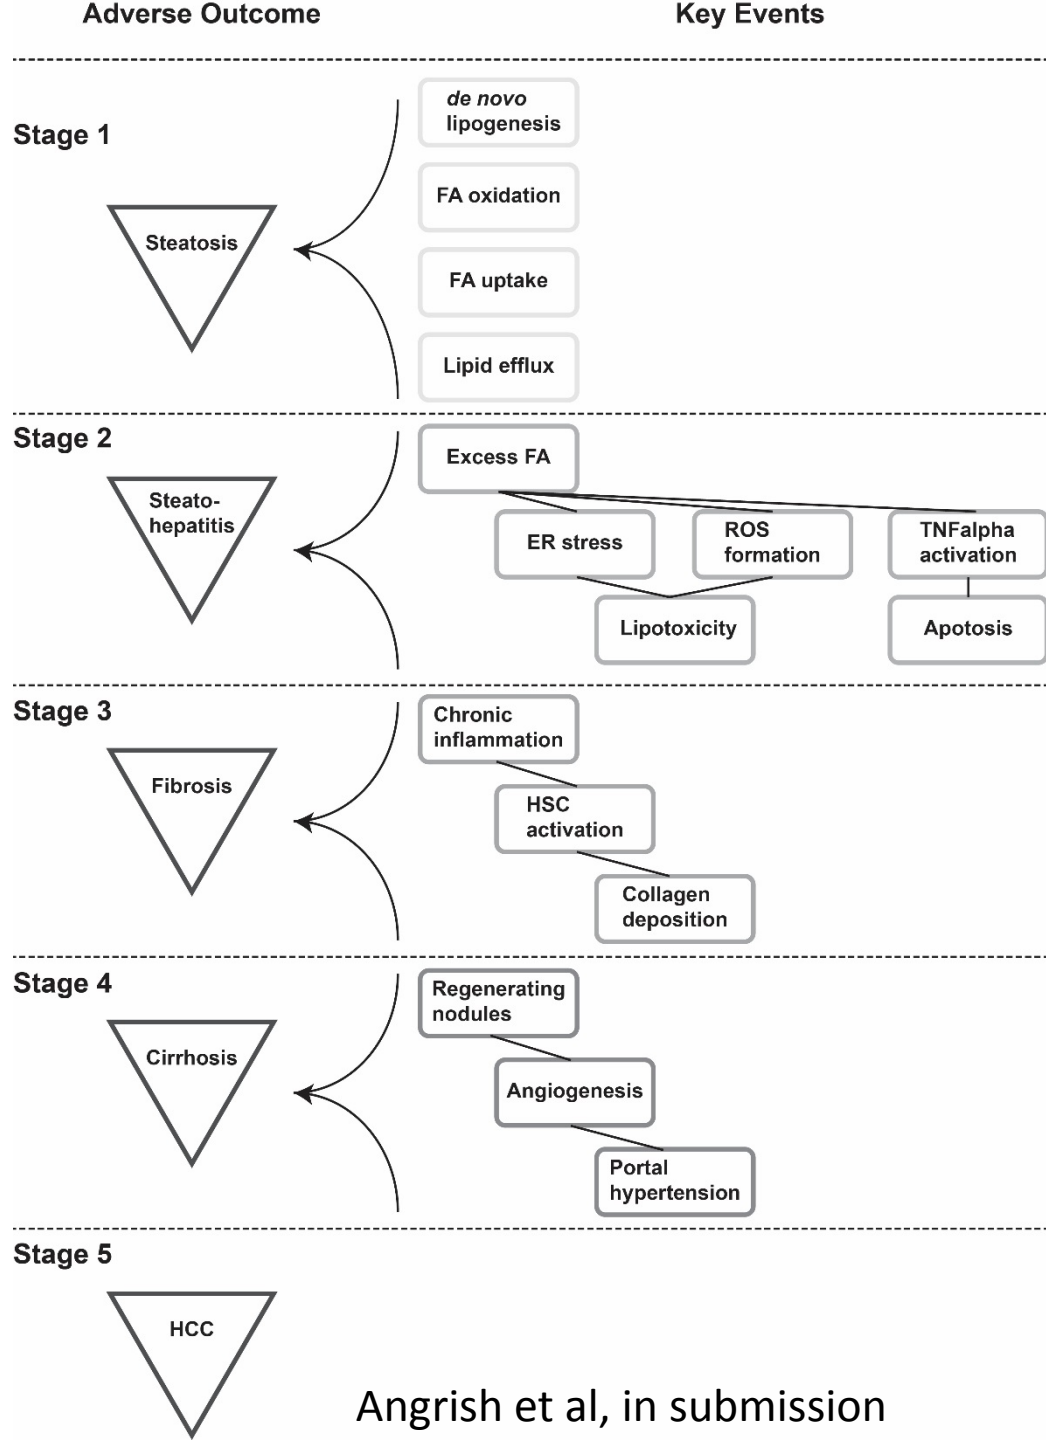 Adverse Outcome
Key Events
Stage 1
Steatosis
de novo
lipogenesis
FA oxidation
FA uptake
Lipid efflux
Stage 2
Steato-
hepatitis
Excess FA
ER stress
ROS
formation
TNFalpha
activation
Lipotoxicity
Apotosis
Stage 3
Fibrosis
Chronic
inflammation
HSC
activation
Collagen
deposition
Stage 4
Cirrhosis
Regenerating
nodules
Angiogenesis
Portal
hypertension
Stage 5
HCC
Angrish et al, in submission